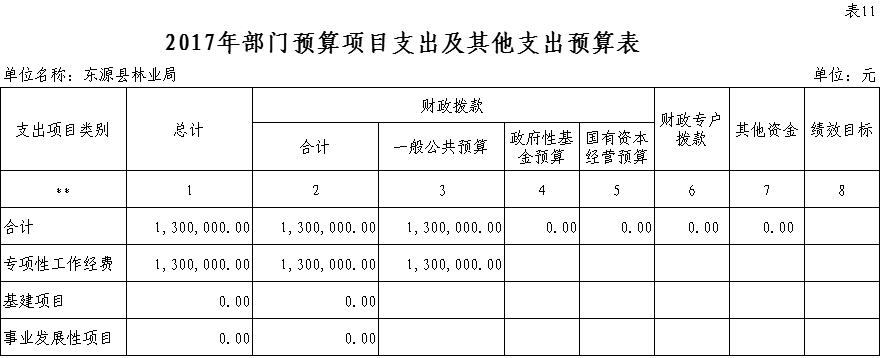 表11
2017年部门预算项目支出及其他支出预算表
单位名称：东源县林业局 单位：元
支出项目类别 总计 财政拨款 财政专户拨款 其他资金 绩效目标
合计 一般公共预算 政府性基金预算 国有资本经营预算
** 1 2 3 4 5 6 7 8
合计 1,300,000.00 1,300,000.00 1,300,000.00 0.00 0.00 0.00 0.00
专项性工作经费 1,300,000.00 1,300,000.00 1,300,000.00
基建项目 0.00 0.00
事业发展性项目 0.00 0.00